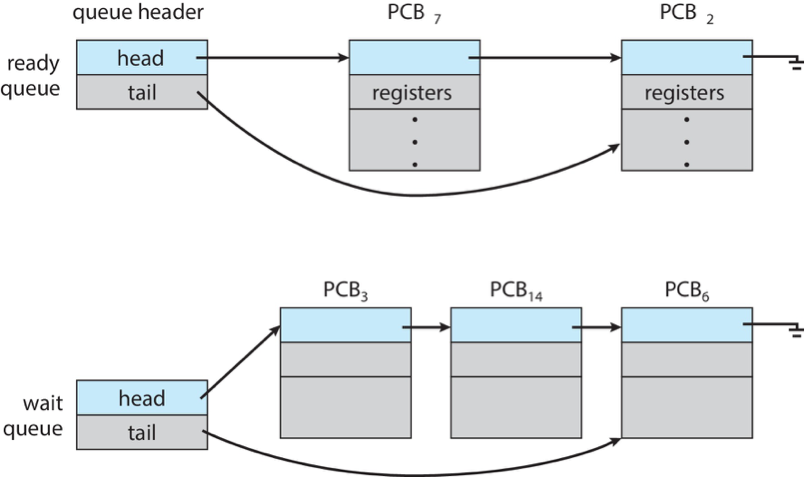 queue header
PCB 7
PCB 2
ready
queue
head
tail
registers
registers
PCB3
PCB14
PCB6
wait
queue
head
tail